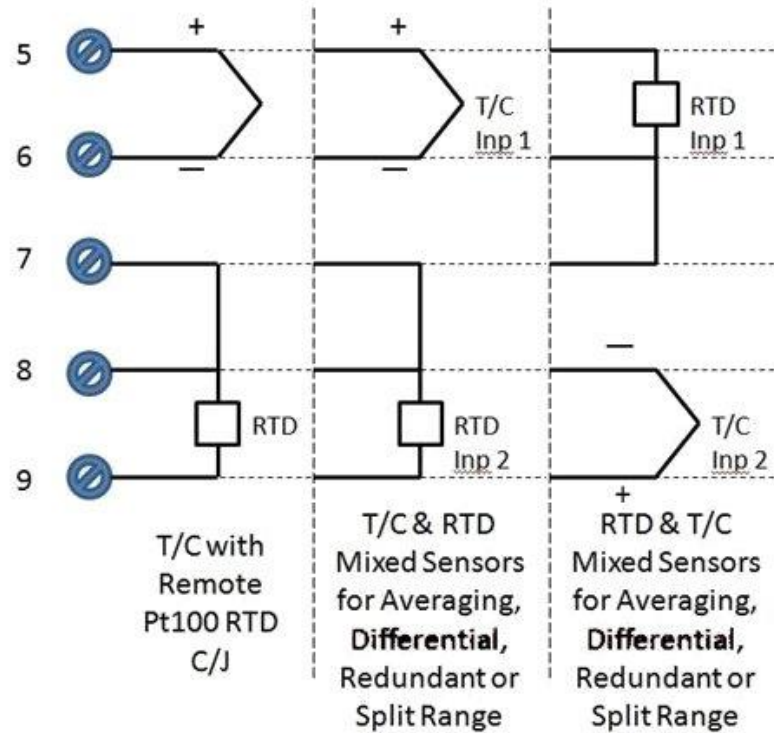 +
+
5
T/C
Inp 1
RTD
Inp 1
6
—
—
7
—
8
RTD
RTD
Inp 2
T/C
Inp 2
9
+
T/C with
Remote
Pt100 RTD
C/J
T/C & RTD
Mixed Sensors
for Averaging,
Differential,
Redundant or
Split Range
RTD & T/C
Mixed Sensors
for Averaging,
Differential,
Redundant or
Split Range